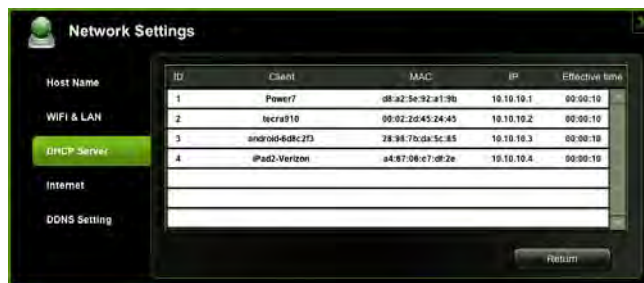 Network Settings
Host Name
WiFi & LAN
DHCP Server
Internet
DDNS Setting
ID Client MAC IP Effective time
1 Power7 d8:a2:5e:92:a1:9b 10.10.10.1 00:00:10
2 tecra910 00:02:2d:45:24:45 10.10.10.2 00:00:10
3 android-6d8c2f3 28:98:7b:da:5c:85 10.10.10.3 00:00:10
4 iPad2-Verizon a4:67:06:e7:df:2e 10.10.10.4 00:00:10
Return